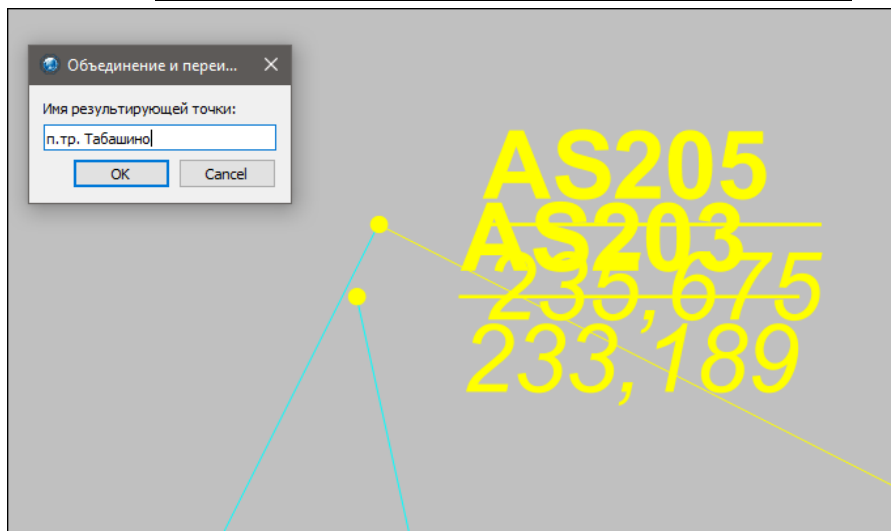 Объединение и переи...
Имя результирующей точки:
п.тр. Табашино
OK
Cancel
AS205
AS203
235,675
233,189